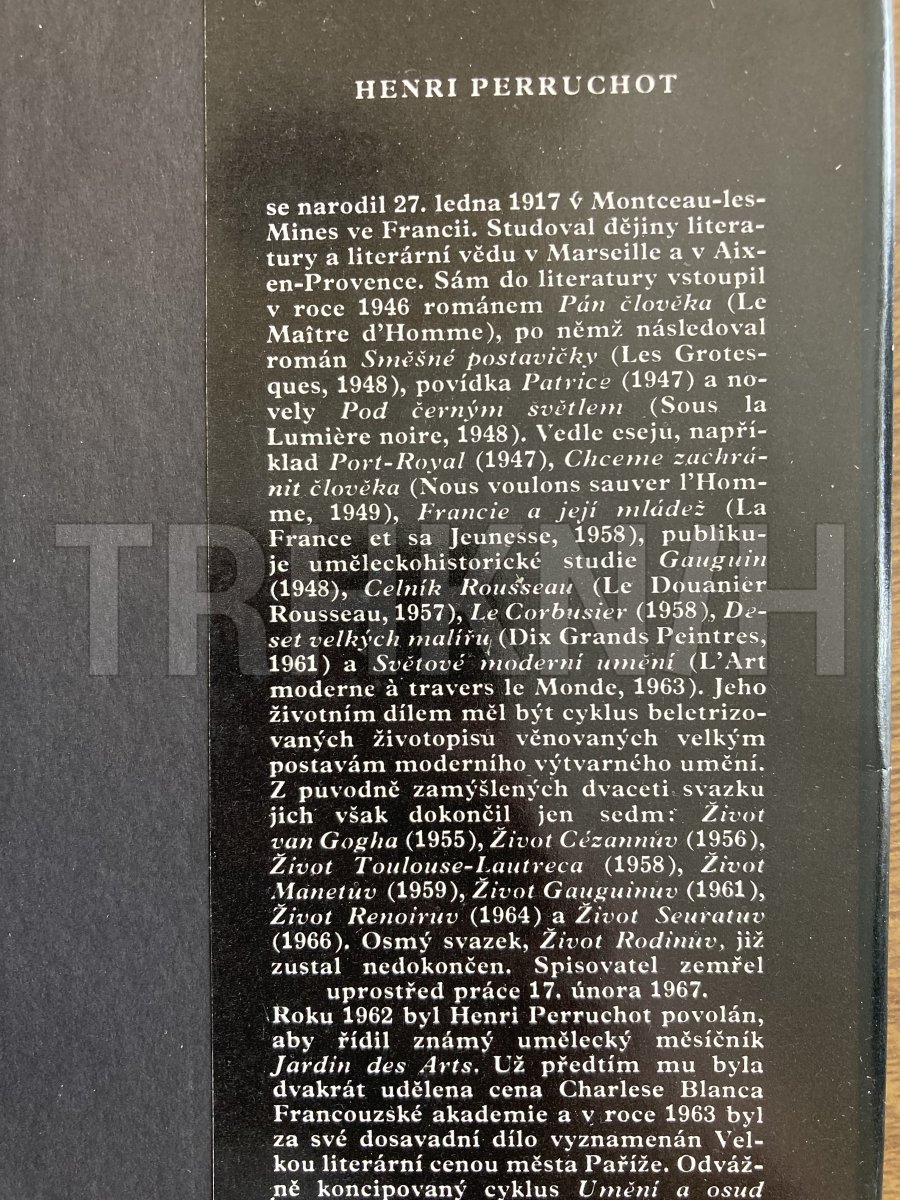 HENRI PERRUCHOT
se narodil 27. ledna 1917 v Montceau-les-
Mines ve Francii. Studoval dějiny litera-
tury a literární vědu v Marseille a v Aix-
en-Provence. Sám do literatury vstoupil
v roce 1946 románem Pán člověka (Le
Maître d'Homme), po němž následoval
román Směšné postavičky (Les Grotes-
ques, 1948), povídka Patrice (1947) a no-
vely Pod černým světlem (Sous la
Lumière noire, 1948). Vedle esejů, napří-
klad Port-Royal (1947), Chceme zachrá-
nit člověka (Nous voulons sauver l'Hom-
me, 1949), Francie a její mládež (La
France et sa Jeunesse, 1958), publiku-
je uměleckohistorické studie Gauguin
(1948), Celník Rousseau (Le Douanier
Rousseau, 1957), Le Corbusier (1958), De-
set velkých malířů (Dix Grands Peintres,
1961) a Světové moderní umění (L'Art
moderne à travers le Monde, 1963). Jeho
životním dílem měl být cyklus beletrizo-
vaných životopisů věnovaných velkým
postavám moderního výtvarného umění.
Z původně zamýšlených dvaceti svazků
jich však dokončil jen sedm: Život
van Gogha (1955), Život Cézannův (1956),
Život Toulouse-Lautreca (1958), Život
Manetův (1959), Život Gauguinův (1961),
Život Renoirův (1964) a Život Seuratův
(1966). Osmý svazek, Život Rodinův, již
zůstal nedokončen. Spisovatel zemřel
uprostřed práce 17. února 1967.
Roku 1962 byl Henri Perruchot povolán,
aby řídil známý umělecký měsíčník
Jardin des Arts. Už předtím mu byla
dvakrát udělena cena Charlese Blanca
Francouzské akademie a v roce 1963 byl
za své dosavadní dílo vyznamenán Vel-
kou literární cenou města Paříže. Odváž-
ně koncipovaný cyklus Umění a osud